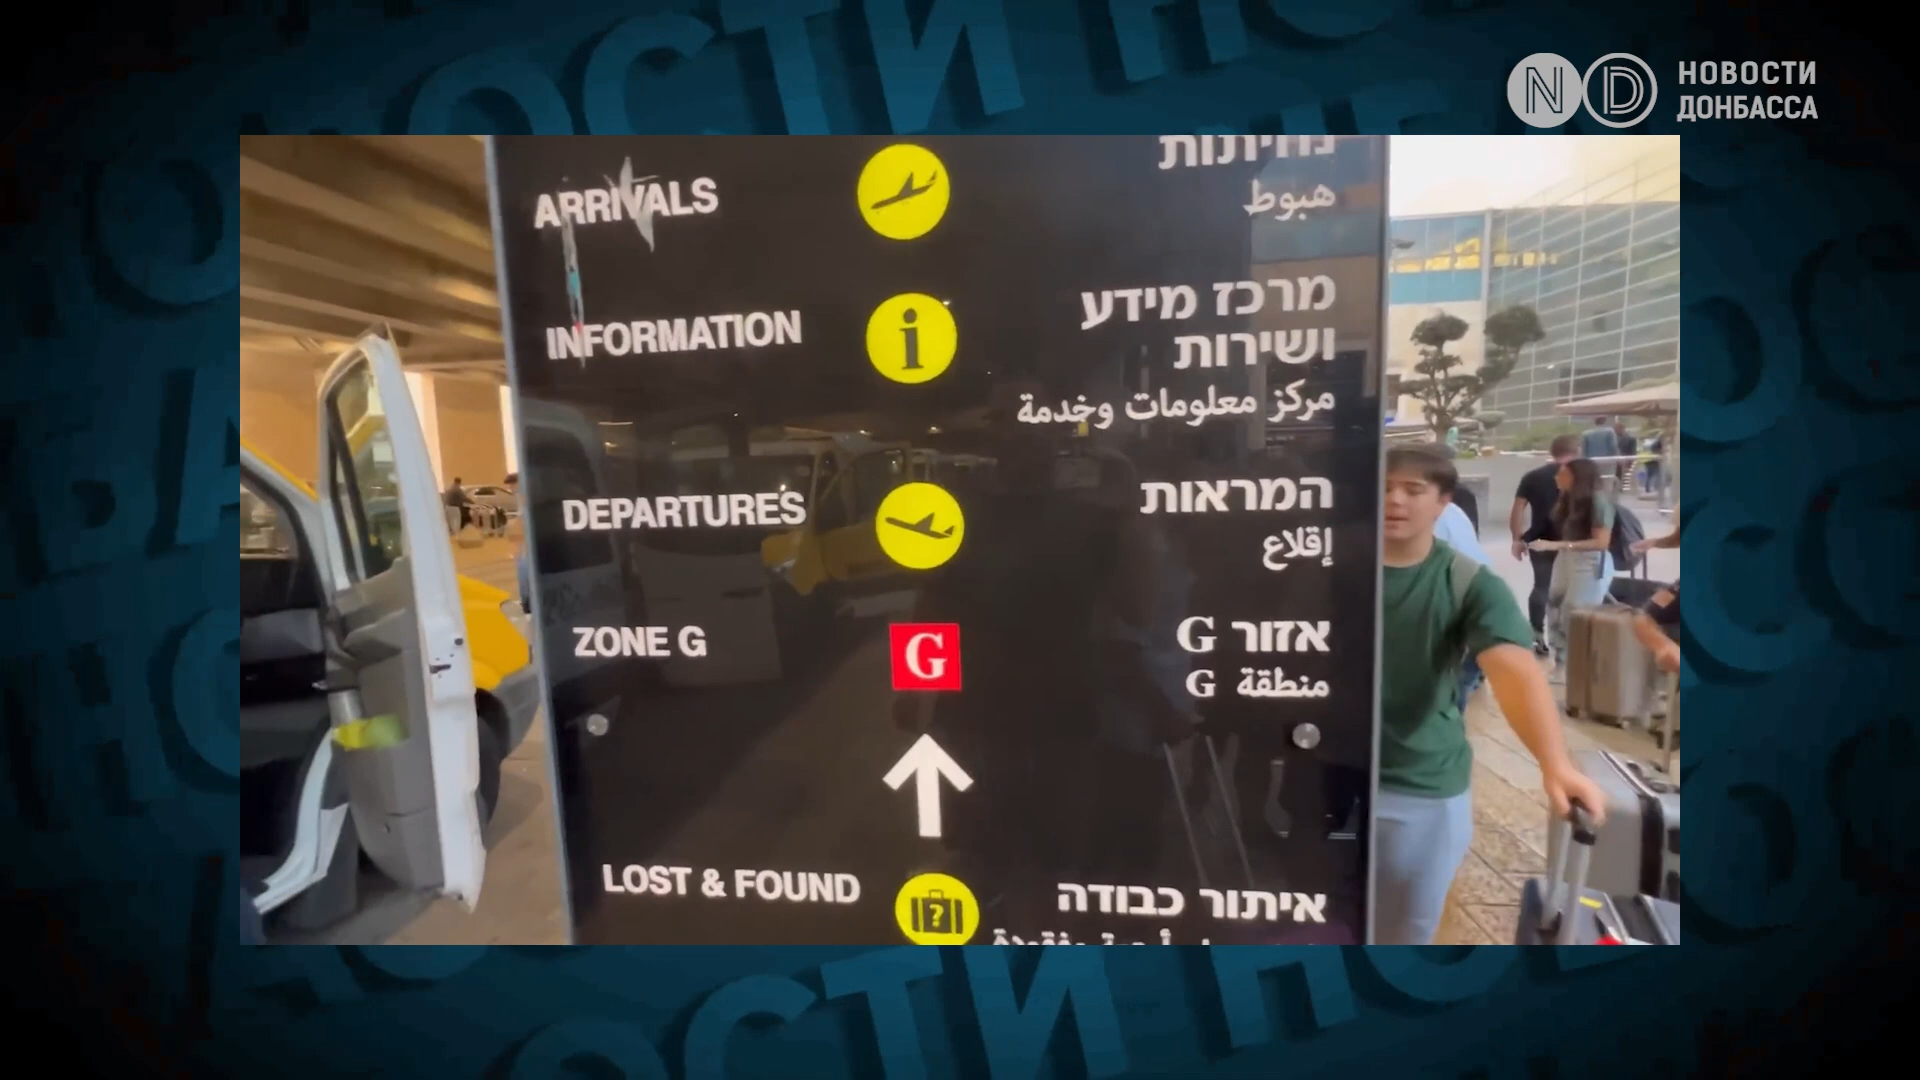 НОВОСТИ
ДОНБАССА
ARRIVALS
נחיתות
هبوط
INFORMATION
מרכז מידע
ושירות
مركز معلومات وخدمة
DEPARTURES
המראות
إقلاع
ZONE G
G
אזור G
منطقة G
LOST & FOUND
?
איתור כבודה